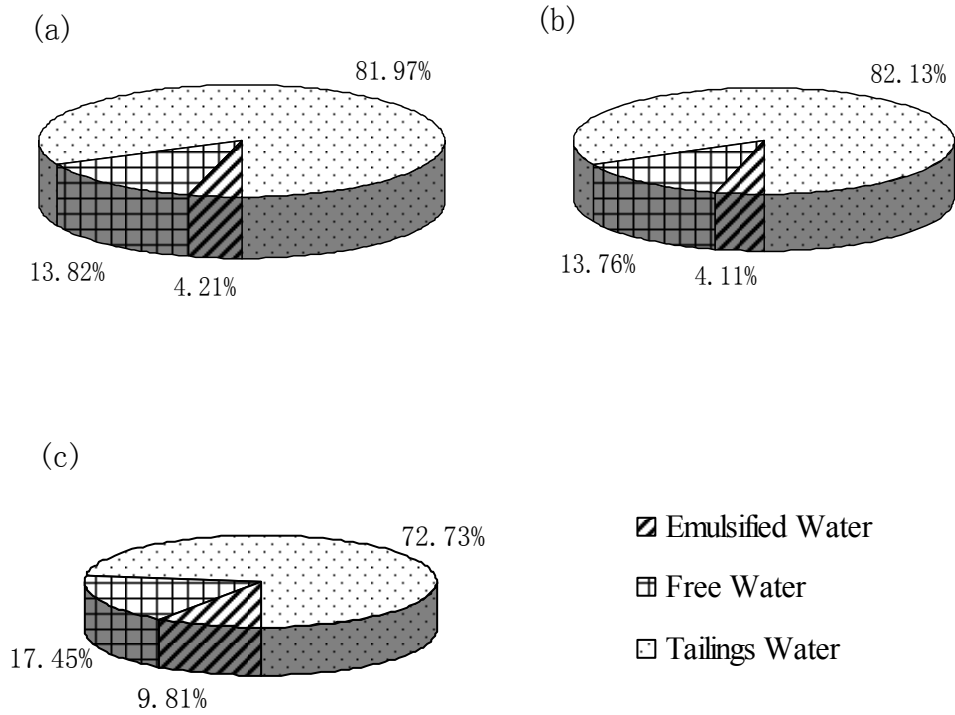 (a)
81.97%
13.82%
4.21%
(b)
82.13%
13.76%
4.11%
(c)
72.73%
17.45%
9.81%
Emulsified Water
Free Water
Tailings Water